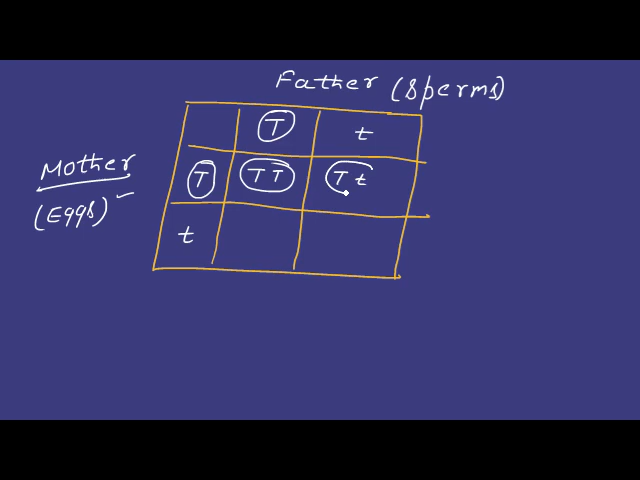 Father (Sperms)
T t
Mother
(Eggs)
T TT Tt
t